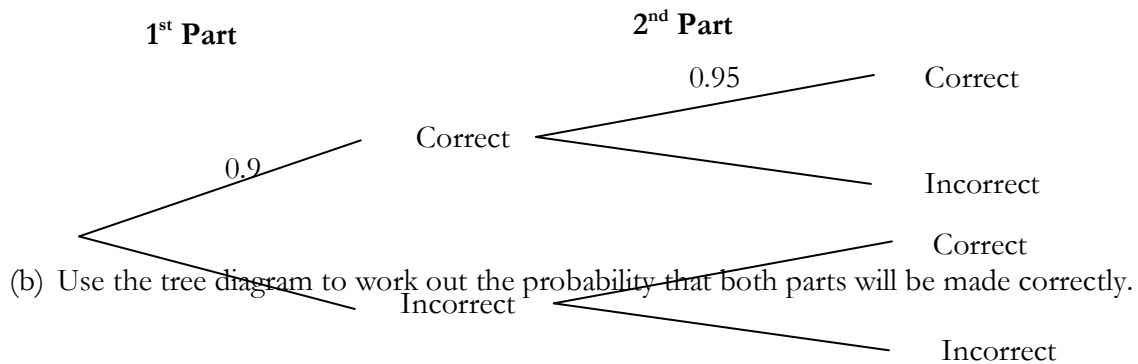 1st Part
2nd Part
0.95
Correct
Correct
0.9
Incorrect
Correct
(b) Use the tree diagram to work out the probability that both parts will be made correctly.
Incorrect
Incorrect